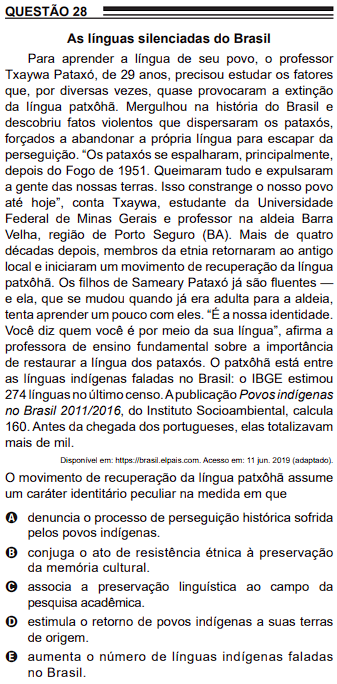 QUESTÃO 28
As línguas silenciadas do Brasil
Para aprender a língua de seu povo, o professor
Txaywa Pataxó, de 29 anos, precisou estudar os fatores
que, por diversas vezes, quase provocaram a extinção
da língua patxôhã. Mergulhou na história do Brasil e
descobriu fatos violentos que dispersaram os pataxós,
forçados a abandonar a própria língua para escapar da
perseguição. “Os pataxós se espalharam, principalmente,
depois do Fogo de 1951. Queimaram tudo e expulsaram
a gente das nossas terras. Isso constrange o nosso povo
até hoje”, conta Txaywa, estudante da Universidade
Federal de Minas Gerais e professor na aldeia Barra
Velha, região de Porto Seguro (BA). Mais de quatro
décadas depois, membros da etnia retornaram ao antigo
local e iniciaram um movimento de recuperação da língua
patxôhã. Os filhos de Sameary Pataxó já são fluentes —
e ela, que se mudou quando já era adulta para a aldeia,
tenta aprender um pouco com eles. “É a nossa identidade.
Você diz quem você é por meio da sua língua”, afirma a
professora de ensino fundamental sobre a importância
de restaurar a língua dos pataxós. O patxôhã está entre
as línguas indígenas faladas no Brasil: o IBGE estimou
274 línguas no último censo. A publicação Povos indígenas
no Brasil 2011/2016, do Instituto Socioambiental, calcula
160. Antes da chegada dos portugueses, elas totalizavam
mais de mil.
Disponível em: https://brasil.elpais.com. Acesso em: 11 jun. 2019 (adaptado).
O movimento de recuperação da língua patxôhã assume
um caráter identitário peculiar na medida em que
A denuncia o processo de perseguição histórica sofrida
pelos povos indígenas.
B conjuga o ato de resistência étnica à preservação
da memória cultural.
C associa a preservação linguística ao campo da
pesquisa acadêmica.
D estimula o retorno de povos indígenas a suas terras
de origem.
E aumenta o número de línguas indígenas faladas
no Brasil.